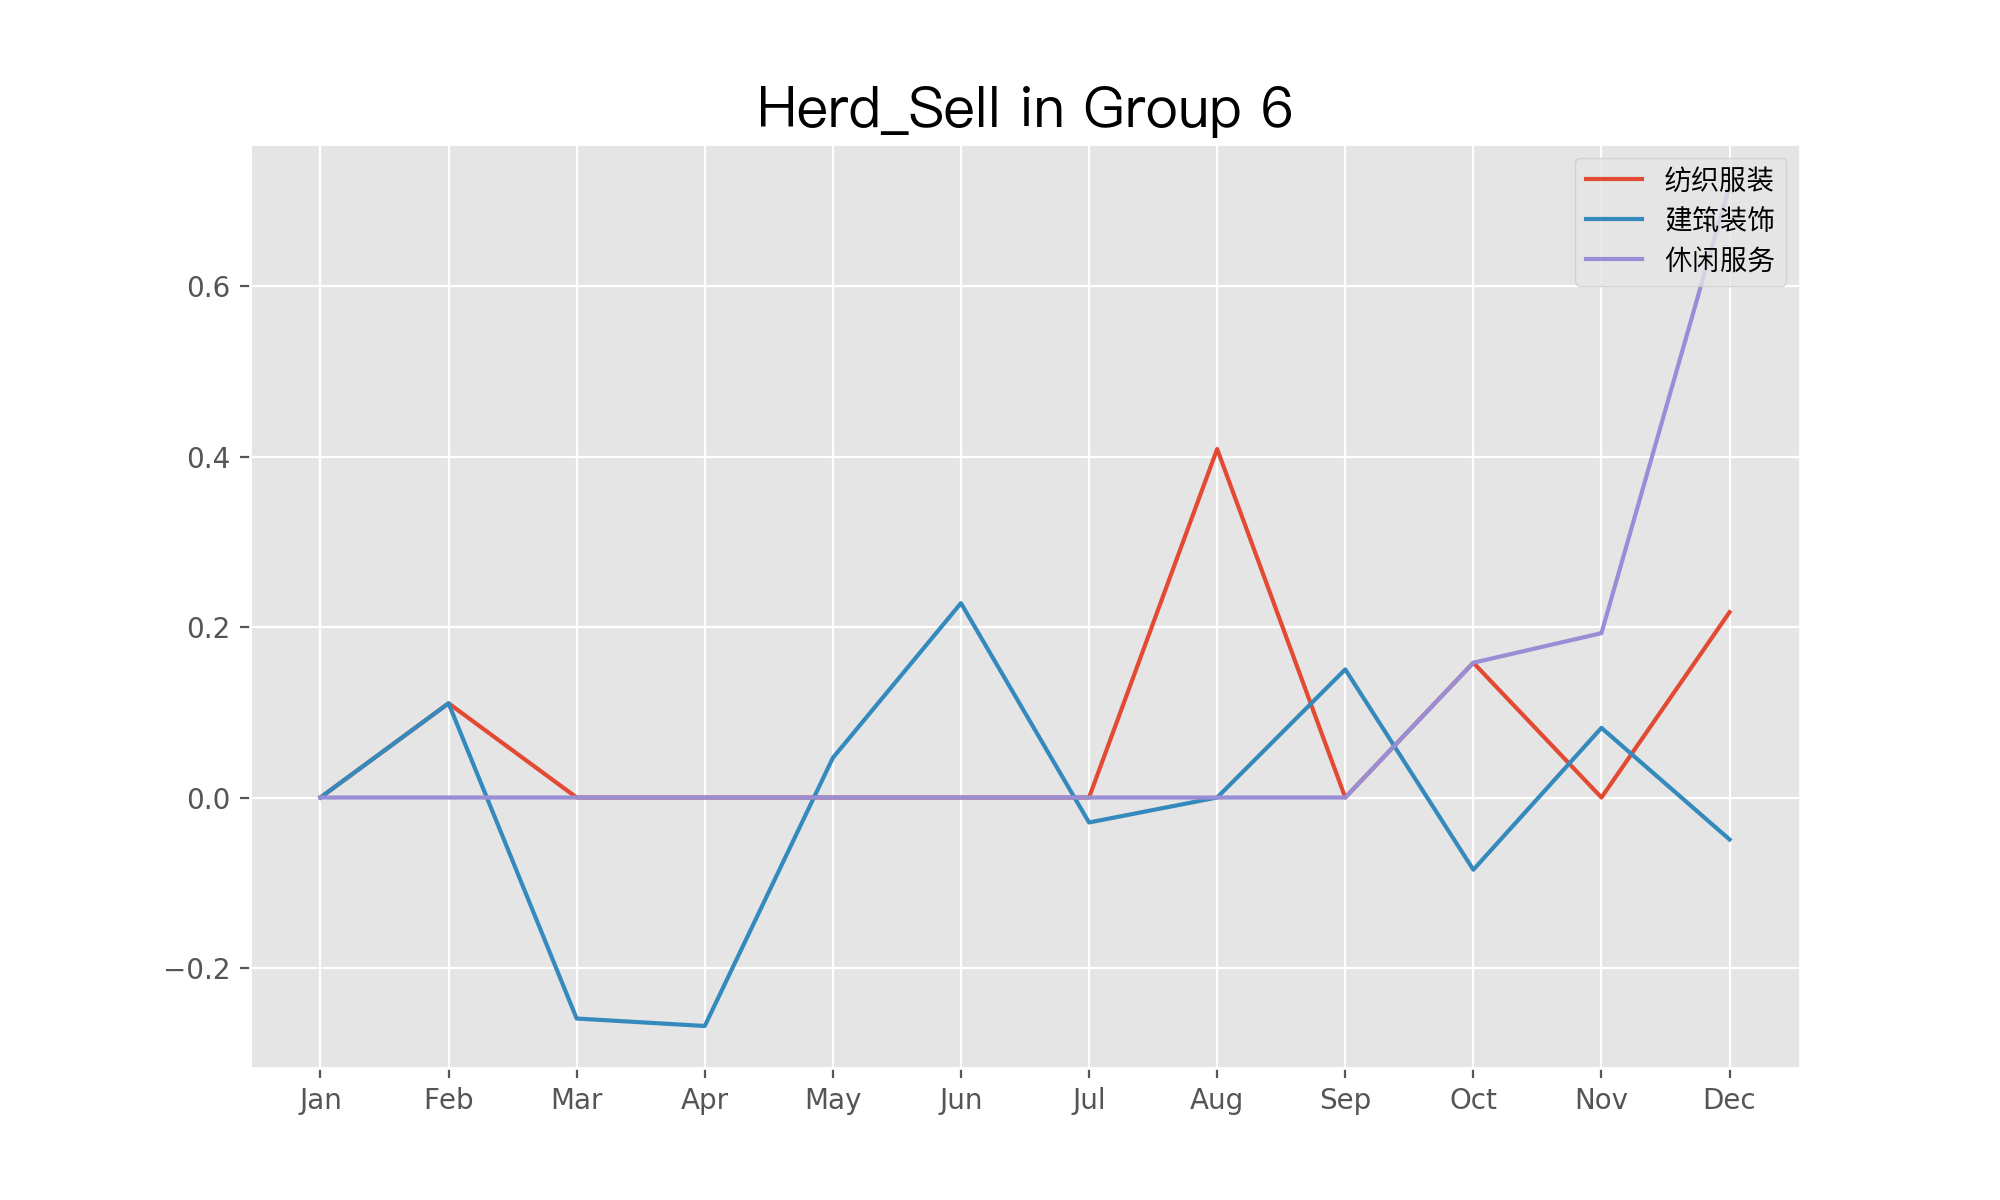 Herd_Sell in Group 6
纺织服装
建筑装饰
休闲服务
0.6
0.4
0.2
0.0
−0.2
Jan Feb Mar Apr May Jun Jul Aug Sep Oct Nov Dec